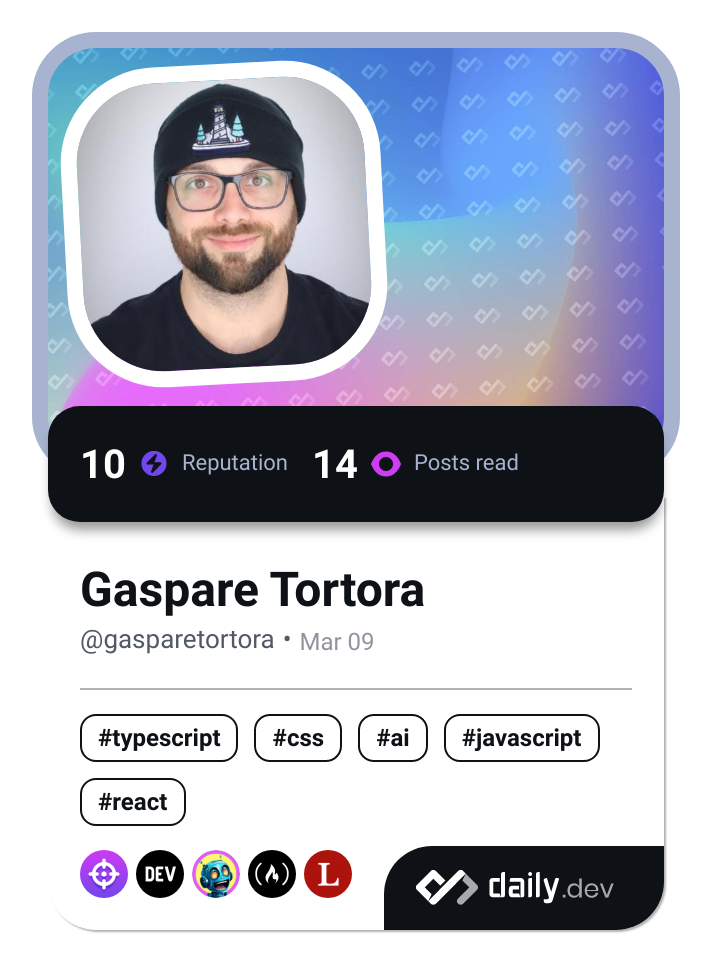 10 Reputation 14 Posts read
Gaspare Tortora
@gasparetortora • Mar 09
#typescript #css #ai #javascript
#react
DEV L
daily.dev